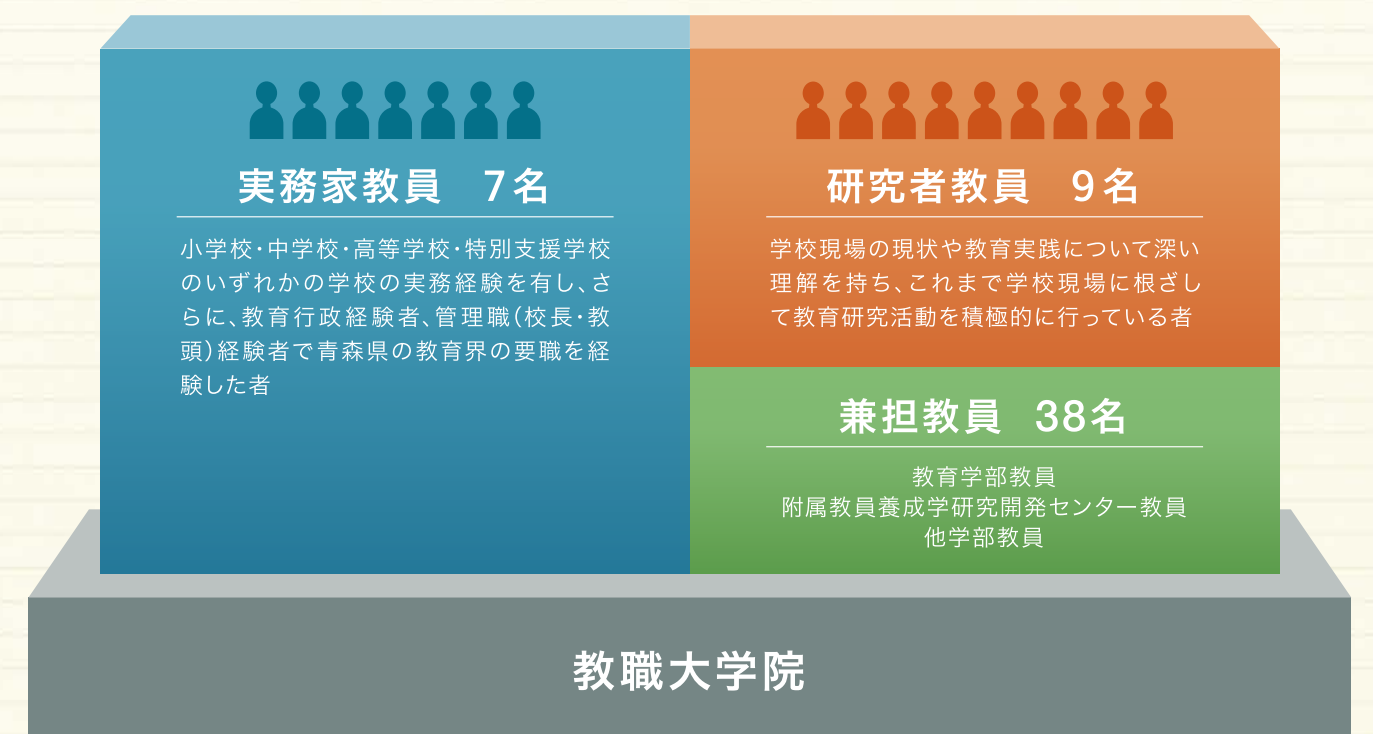 実務家教員　7名
小学校・中学校・高等学校・特別支援学校
のいずれかの学校の実務経験を有し、さ
らに、教育行政経験者、管理職（校長・教
頭）経験者で青森県の教育界の要職を経
験した者
研究者教員　9名
学校現場の現状や教育実践について深い
理解を持ち、これまで学校現場に根ざし
て教育研究活動を積極的に行っている者
兼担教員　38名
教育学部教員
附属教員養成学研究開発センター教員
他学部教員
教職大学院